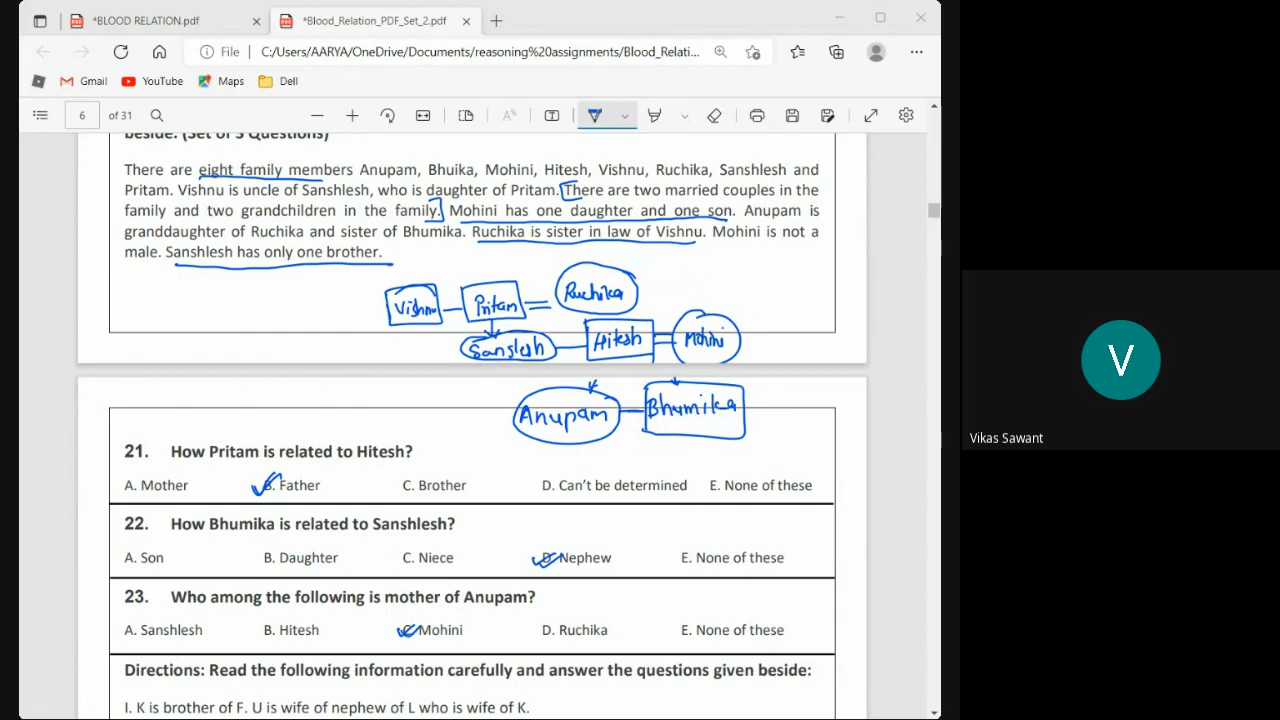 *BLOOD RELATION.pdf
*Blood_Relation_PDF_Set_2.pdf
File
C:/Users/AARYA/OneDrive/Documents/reasoning%20assignments/Blood_Relati...
Gmail
YouTube
Maps
Dell
6 of 31
beside: (Set of 3 Questions)
There are eight family members Anupam, Bhuika, Mohini, Hitesh, Vishnu, Ruchika, Sanshlesh and
Pritam. Vishnu is uncle of Sanshlesh, who is daughter of Pritam. There are two married couples in the
family and two grandchildren in the family. Mohini has one daughter and one son. Anupam is
granddaughter of Ruchika and sister of Bhumika. Ruchika is sister in law of Vishnu. Mohini is not a
male. Sanshlesh has only one brother.
Vishnu Pritam Ruchika
Sanslesh Hitesh Mohini
Anupam Bhumika
21. How Pritam is related to Hitesh?
A. Mother B. Father C. Brother D. Can't be determined E. None of these
22. How Bhumika is related to Sanshlesh?
A. Son B. Daughter C. Niece D. Nephew E. None of these
23. Who among the following is mother of Anupam?
A. Sanshlesh B. Hitesh C. Mohini D. Ruchika E. None of these
Directions: Read the following information carefully and answer the questions given beside:
I. K is brother of F. U is wife of nephew of L who is wife of K.
V
Vikas Sawant